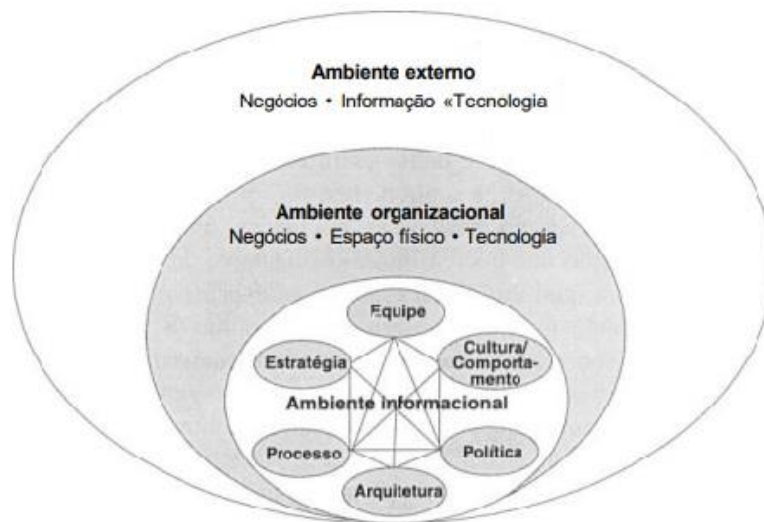 Ambiente externo
Negócios • Informação «Tecnologia
Ambiente organizacional
Negócios • Espaço físico • Tecnologia
Equipe
Estratégia
Cultura/
Comporta-
mento
Ambiente informacional
Processo
Política
Arquitetura